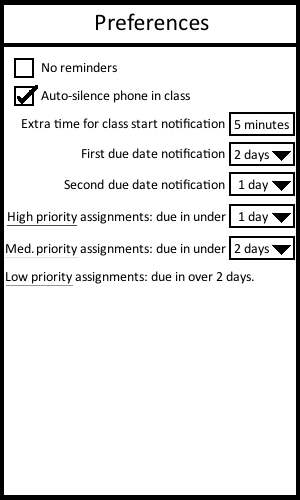 Preferences
No reminders
Auto-silence phone in class
Extra time for class start notification 5 minutes
First due date notification 2 days
Second due date notification 1 day
High priority assignments: due in under 1 day
Med. priority assignments: due in under 2 days
Low priority assignments: due in over 2 days.